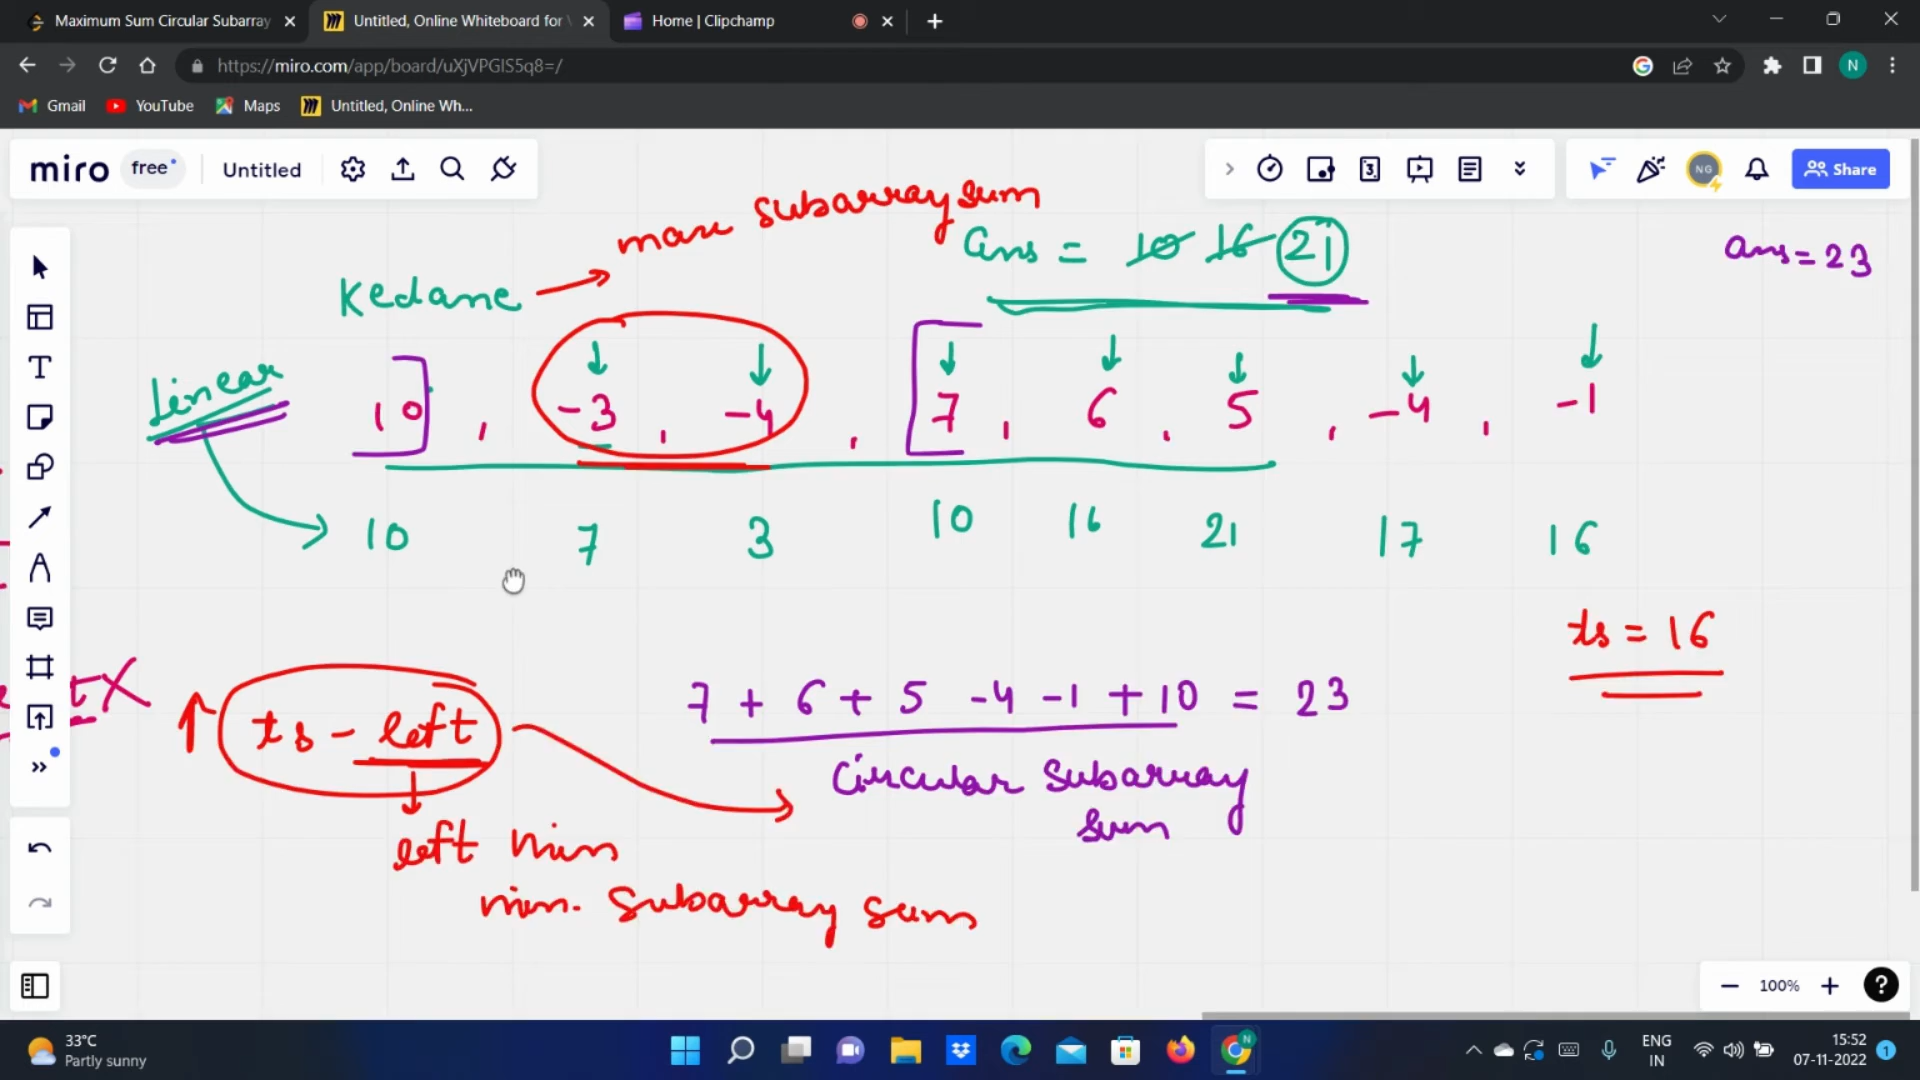 Maximum Sum Circular Subarray
Untitled, Online Whiteboard for
Home | Clipchamp
https://miro.com/app/board/uXjVPGlS5q8=/
N
Gmail YouTube Maps Untitled, Online Wh...
miro free Untitled
NG Share
max subarray sum
ans = 10 16 21
ans = 23
Kedane
Linear
10 , -3 , -4 , 7 , 6 , 5 , -4 , -1
10 7 3 10 16 21 17 16
ts = 16
ts - left
7 + 6 + 5 -4 -1 + 10 = 23
Circular Subarray
sum
left min
min. subarray sum
100%
33°C
Partly sunny
ENG
IN
15:52
07-11-2022
1